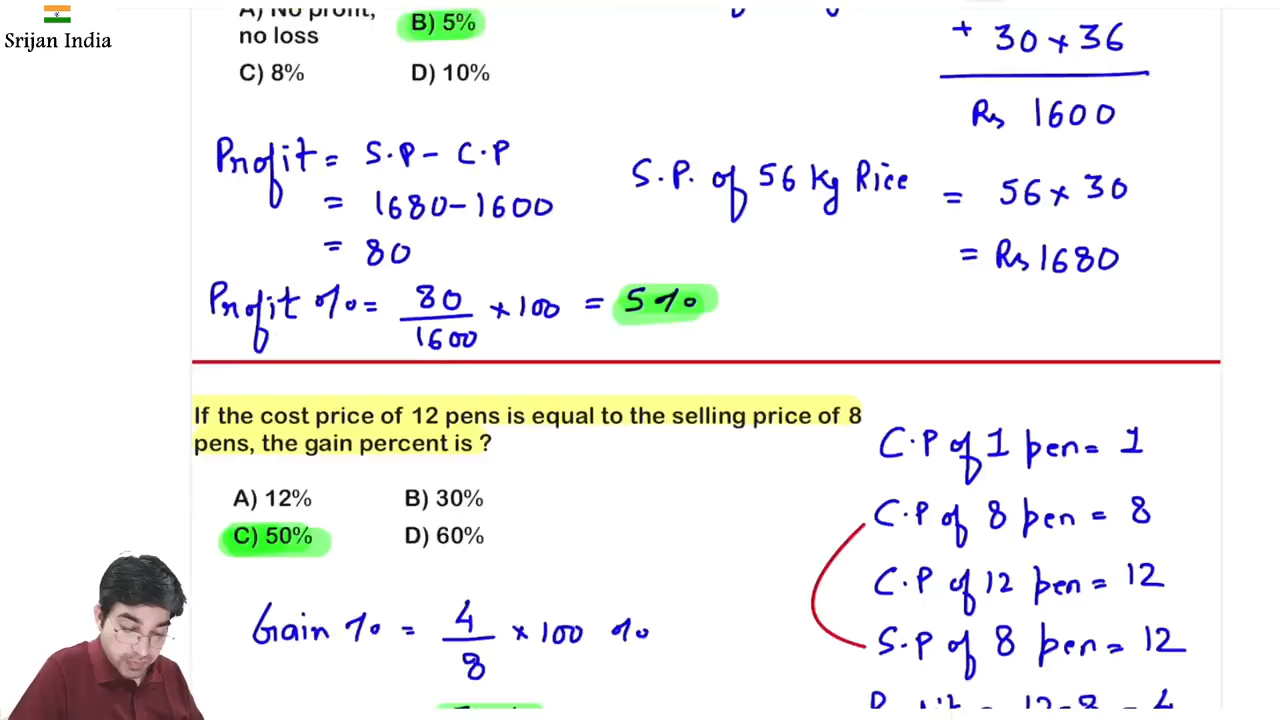 Srijan India
A) No profit,
no loss
B) 5%
C) 8%
D) 10%
+ 30 × 36
Rs 1600
Profit = S.P - C.P
= 1680 - 1600
= 80
S.P. of 56 kg Rice = 56 × 30
= Rs 1680
Profit % = 80/1600 × 100 = 5%
If the cost price of 12 pens is equal to the selling price of 8
pens, the gain percent is ?
A) 12%
B) 30%
C) 50%
D) 60%
C.P of 1 pen = 1
C.P of 8 pen = 8
C.P of 12 pen = 12
S.P of 8 pen = 12
Gain % = 4/8 × 100 %